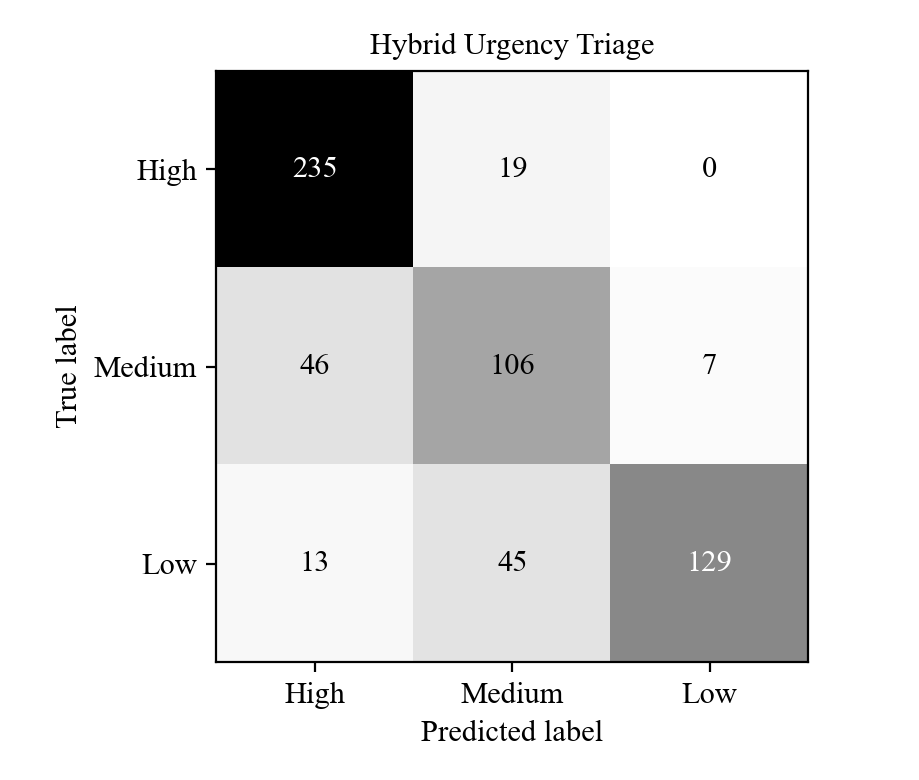 Hybrid Urgency Triage
High 235 19 0
Medium 46 106 7
Low 13 45 129
True label
High Medium Low
Predicted label